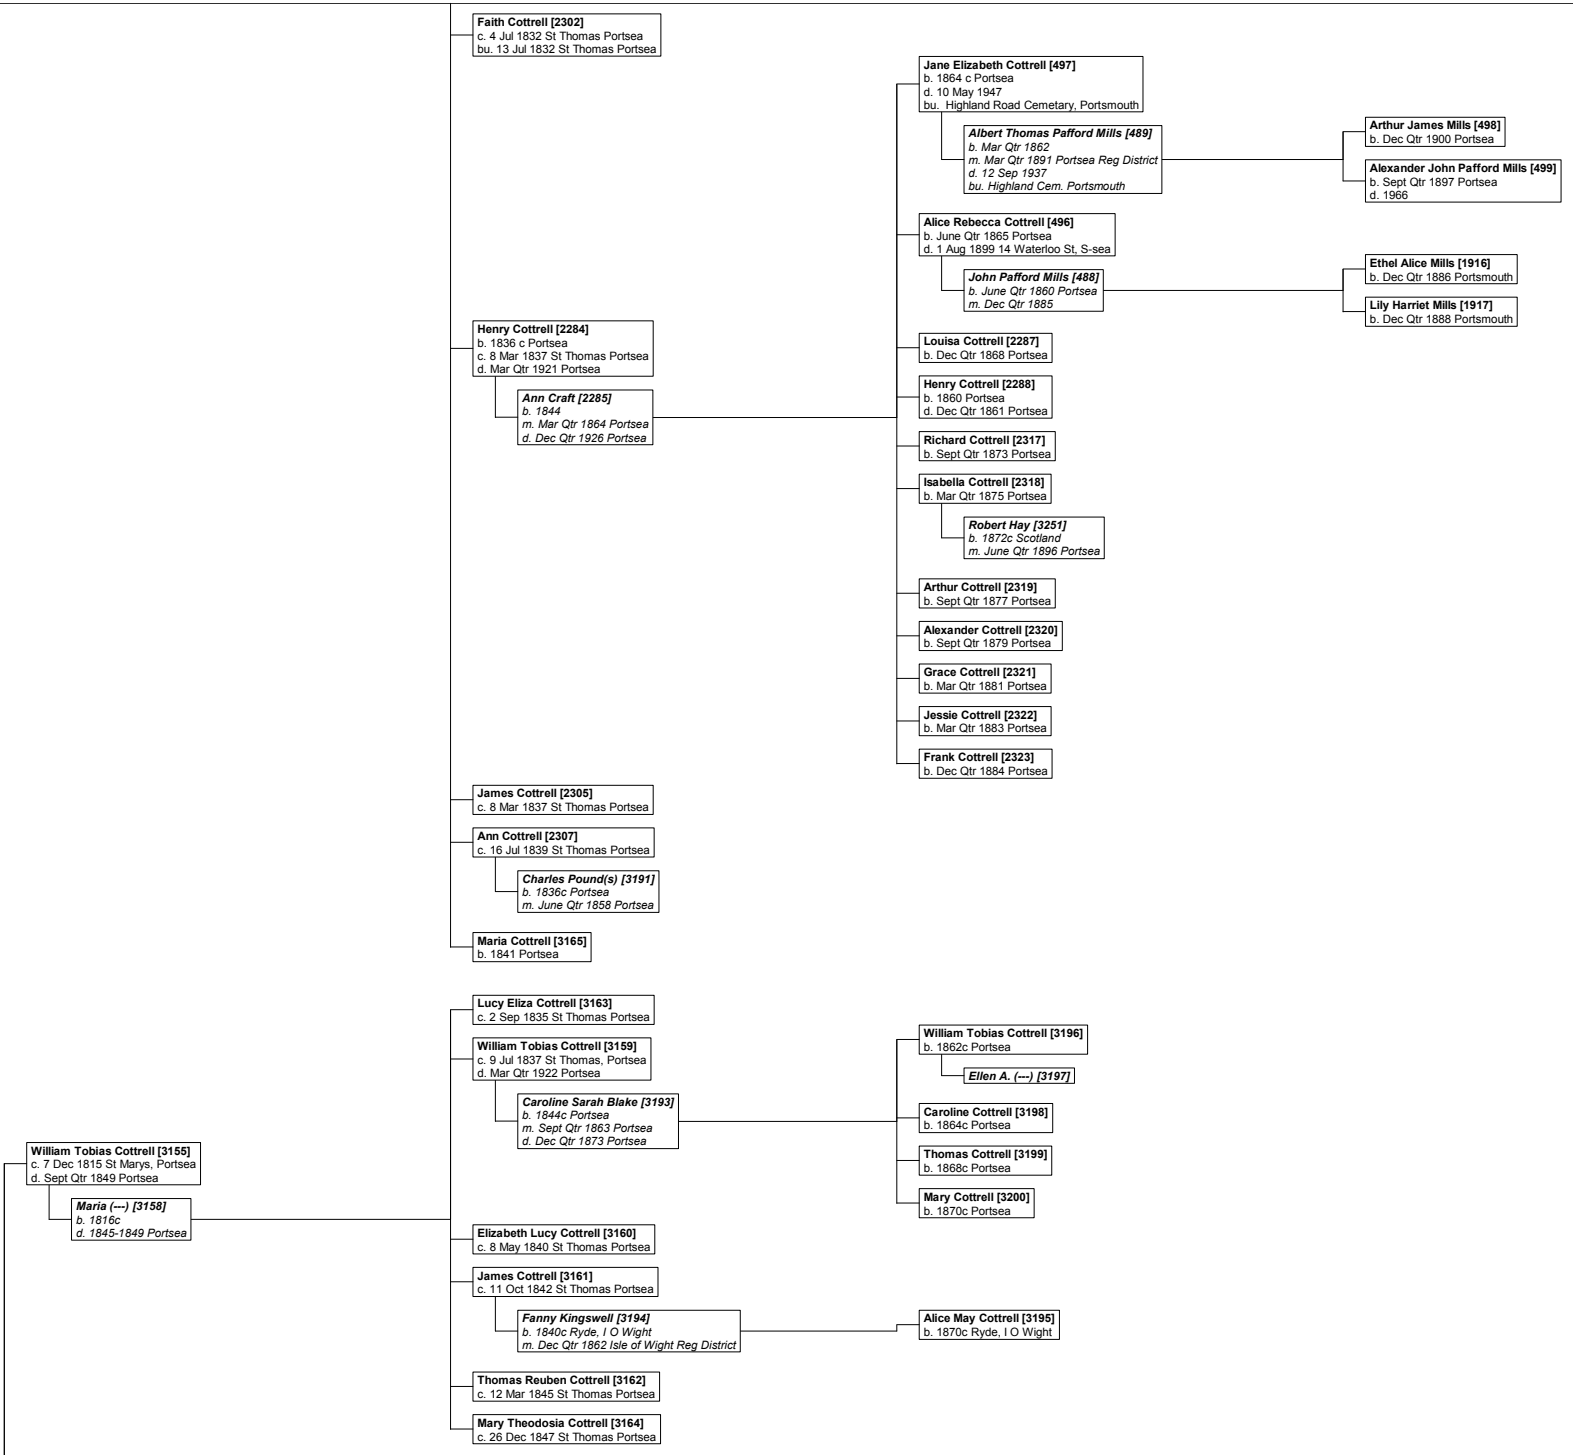 Faith Cottrell [2302]
c. 4 Jul 1832 St Thomas Portsea
bu. 13 Jul 1832 St Thomas Portsea
Jane Elizabeth Cottrell [497]
b. 1864 c Portsea
d. 10 May 1947
bu. Highland Road Cemetary, Portsmouth
Albert Thomas Pafford Mills [489]
b. Mar Qtr 1862
m. Mar Qtr 1891 Portsea Reg District
d. 12 Sep 1937
bu. Highland Cem. Portsmouth
Arthur James Mills [498]
b. Dec Qtr 1900 Portsea
Alexander John Pafford Mills [499]
b. Sept Qtr 1897 Portsea
d. 1966
Alice Rebecca Cottrell [496]
b. June Qtr 1865 Portsea
d. 1 Aug 1899 14 Waterloo St, S-sea
John Pafford Mills [488]
b. June Qtr 1860 Portsea
m. Dec Qtr 1885
Ethel Alice Mills [1916]
b. Dec Qtr 1886 Portsmouth
Lily Harriet Mills [1917]
b. Dec Qtr 1888 Portsmouth
Henry Cottrell [2284]
b. 1836 c Portsea
c. 8 Mar 1837 St Thomas Portsea
d. Mar Qtr 1921 Portsea
Ann Craft [2285]
b. 1844
m. Mar Qtr 1864 Portsea
d. Dec Qtr 1926 Portsea
Louisa Cottrell [2287]
b. Dec Qtr 1868 Portsea
Henry Cottrell [2288]
b. 1860 Portsea
d. Dec Qtr 1861 Portsea
Richard Cottrell [2317]
b. Sept Qtr 1873 Portsea
Isabella Cottrell [2318]
b. Mar Qtr 1875 Portsea
Robert Hay [3251]
b. 1872c Scotland
m. June Qtr 1896 Portsea
Arthur Cottrell [2319]
b. Sept Qtr 1877 Portsea
Alexander Cottrell [2320]
b. Sept Qtr 1879 Portsea
Grace Cottrell [2321]
b. Mar Qtr 1881 Portsea
Jessie Cottrell [2322]
b. Mar Qtr 1883 Portsea
Frank Cottrell [2323]
b. Dec Qtr 1884 Portsea
James Cottrell [2305]
c. 8 Mar 1837 St Thomas Portsea
Ann Cottrell [2307]
c. 16 Jul 1839 St Thomas Portsea
Charles Pound(s) [3191]
b. 1836c Portsea
m. June Qtr 1858 Portsea
Maria Cottrell [3165]
b. 1841 Portsea
William Tobias Cottrell [3155]
c. 7 Dec 1815 St Marys, Portsea
d. Sept Qtr 1849 Portsea
Maria (---) [3158]
b. 1816c
d. 1845-1849 Portsea
Lucy Eliza Cottrell [3163]
c. 2 Sep 1835 St Thomas Portsea
William Tobias Cottrell [3159]
c. 9 Jul 1837 St Thomas, Portsea
d. Mar Qtr 1922 Portsea
Caroline Sarah Blake [3193]
b. 1844c Portsea
m. Sept Qtr 1863 Portsea
d. Dec Qtr 1873 Portsea
William Tobias Cottrell [3196]
b. 1862c Portsea
Ellen A. (---) [3197]
Caroline Cottrell [3198]
b. 1864c Portsea
Thomas Cottrell [3199]
b. 1868c Portsea
Mary Cottrell [3200]
b. 1870c Portsea
Elizabeth Lucy Cottrell [3160]
c. 8 May 1840 St Thomas Portsea
James Cottrell [3161]
c. 11 Oct 1842 St Thomas Portsea
Fanny Kingswell [3194]
b. 1840c Ryde, I O Wight
m. Dec Qtr 1862 Isle of Wight Reg District
Alice May Cottrell [3195]
b. 1870c Ryde, I O Wight
Thomas Reuben Cottrell [3162]
c. 12 Mar 1845 St Thomas Portsea
Mary Theodosia Cottrell [3164]
c. 26 Dec 1847 St Thomas Portsea